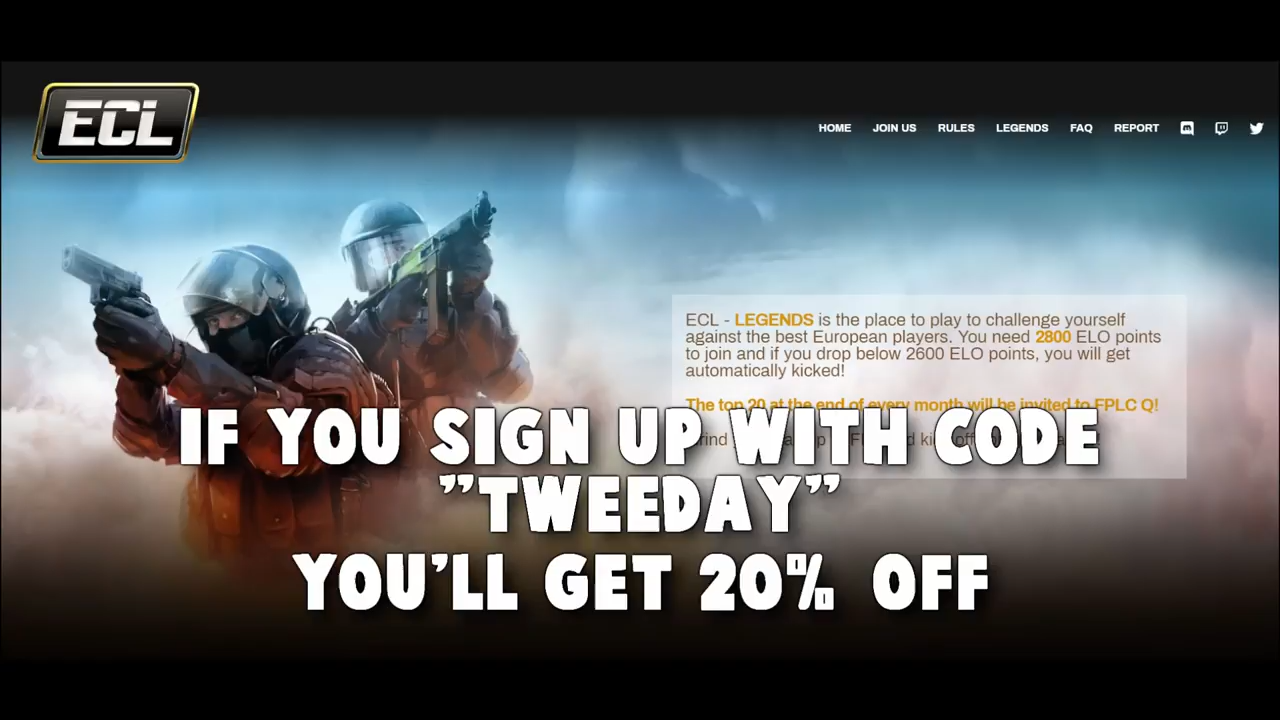 ECL
HOME JOIN US RULES LEGENDS FAQ REPORT
ECL - LEGENDS is the place to play to challenge yourself
against the best European players. You need 2800 ELO points
to join and if you drop below 2600 ELO points, you will get
automatically kicked!
The top 20 at the end of every month will be invited to FPLC Q!
IF YOU SIGN UP WITH CODE
"TWEEDAY"
YOU'LL GET 20% OFF